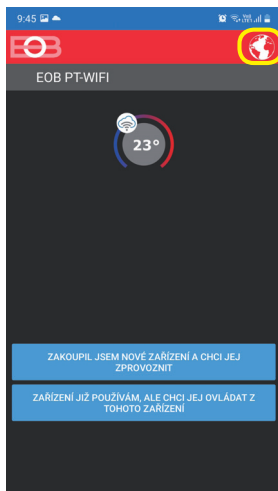 9:45
EOB
EOB PT-WIFI
23°
ZAKOUPIL JSEM NOVÉ ZAŘÍZENÍ A CHCI JEJ
ZPROVOZNIT
ZAŘÍZENÍ JIŽ POUŽÍVÁM, ALE CHCI JEJ OVLÁDAT Z
TOHOTO ZAŘÍZENÍ